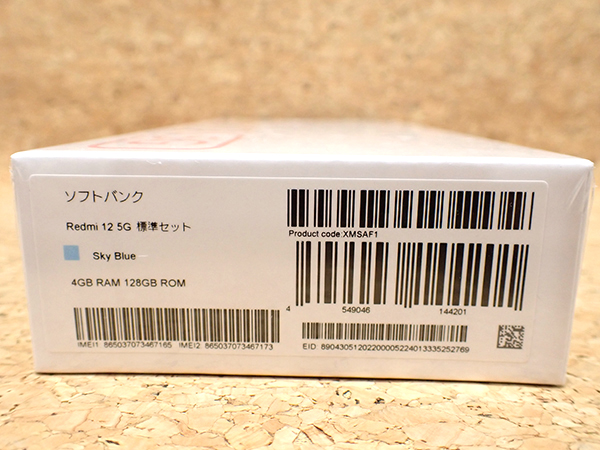 ソフトバンク
Redmi 12 5G 標準セット
Sky Blue
4GB RAM 128GB ROM
Product code:XMSAF1
4 549046 144201
IMEI1 865037073467165 IMEI2 865037073467173
EID 89043051202200005224013335252769